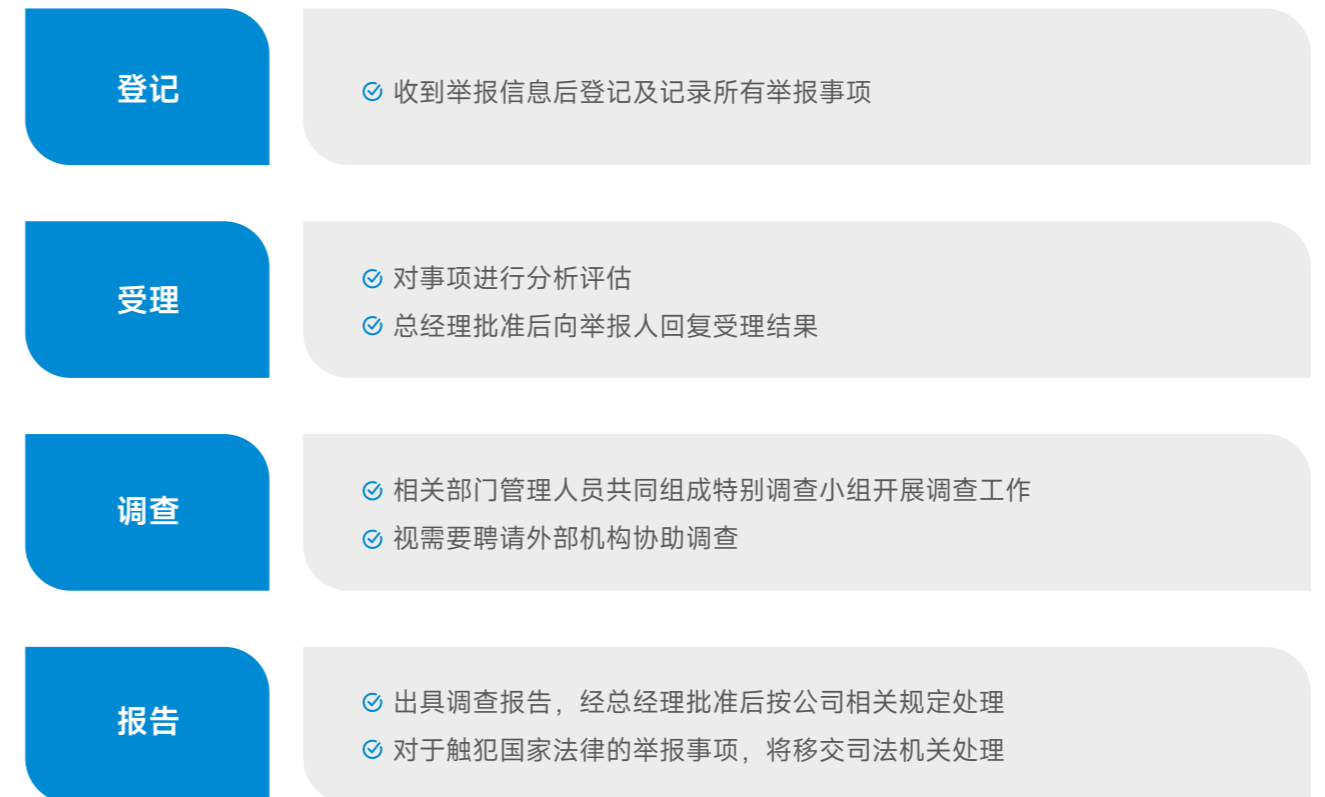 登记
收到举报信息后登记及记录所有举报事项
受理
对事项进行分析评估
总经理批准后向举报人回复受理结果
调查
相关部门管理人员共同组成特别调查小组开展调查工作
视需要聘请外部机构协助调查
报告
出具调查报告，经总经理批准后按公司相关规定处理
对于触犯国家法律的举报事项，将移交司法机关处理